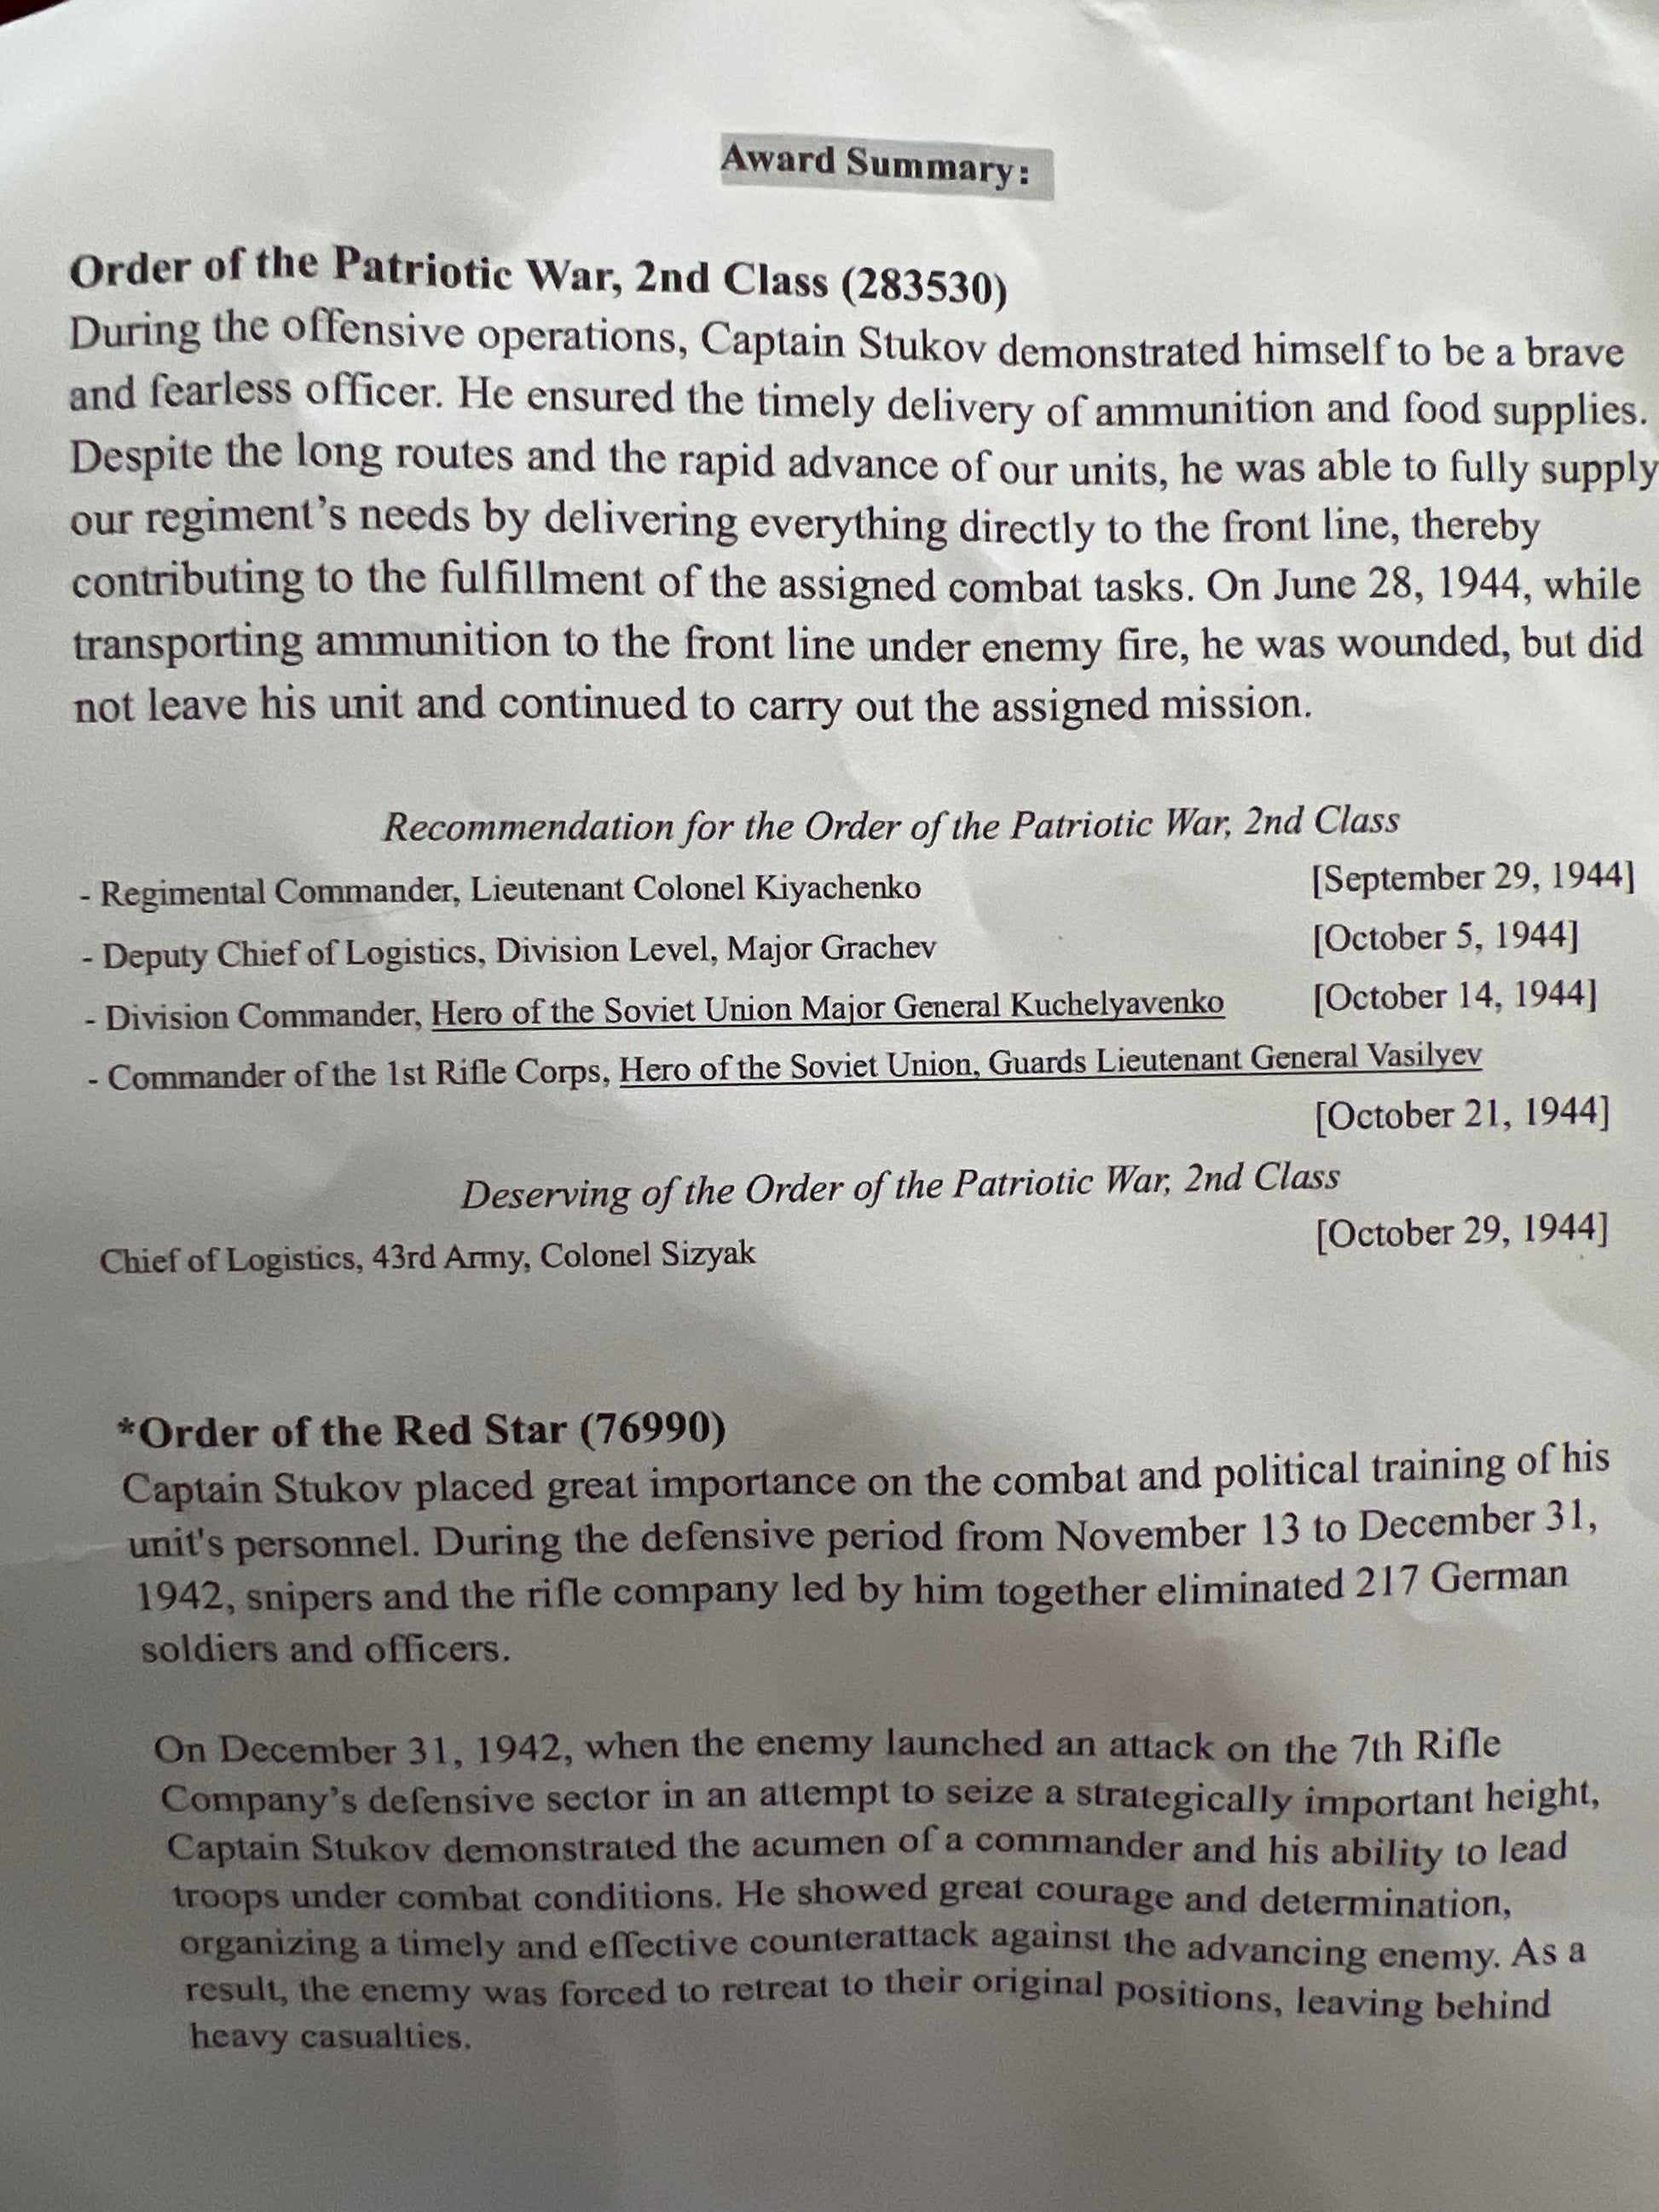 Award Summary:
Order of the Patriotic War, 2nd Class (283530)
During the offensive operations, Captain Stukov demonstrated himself to be a brave
and fearless officer. He ensured the timely delivery of ammunition and food supplies.
Despite the long routes and the rapid advance of our units, he was able to fully supply
our regiment’s needs by delivering everything directly to the front line, thereby
contributing to the fulfillment of the assigned combat tasks. On June 28, 1944, while
transporting ammunition to the front line under enemy fire, he was wounded, but did
not leave his unit and continued to carry out the assigned mission.
Recommendation for the Order of the Patriotic War, 2nd Class
- Regimental Commander, Lieutenant Colonel Kiyachenko [September 29, 1944]
- Deputy Chief of Logistics, Division Level, Major Grachev [October 5, 1944]
- Division Commander, Hero of the Soviet Union Major General Kuchelyavenko [October 14, 1944]
- Commander of the 1st Rifle Corps, Hero of the Soviet Union, Guards Lieutenant General Vasilyev
[October 21, 1944]
Deserving of the Order of the Patriotic War, 2nd Class
Chief of Logistics, 43rd Army, Colonel Sizyak [October 29, 1944]
*Order of the Red Star (76990)
Captain Stukov placed great importance on the combat and political training of his
unit's personnel. During the defensive period from November 13 to December 31,
1942, snipers and the rifle company led by him together eliminated 217 German
soldiers and officers.
On December 31, 1942, when the enemy launched an attack on the 7th Rifle
Company’s defensive sector in an attempt to seize a strategically important height,
Captain Stukov demonstrated the acumen of a commander and his ability to lead
troops under combat conditions. He showed great courage and determination,
organizing a timely and effective counterattack against the advancing enemy. As a
result, the enemy was forced to retreat to their original positions, leaving behind
heavy casualties.